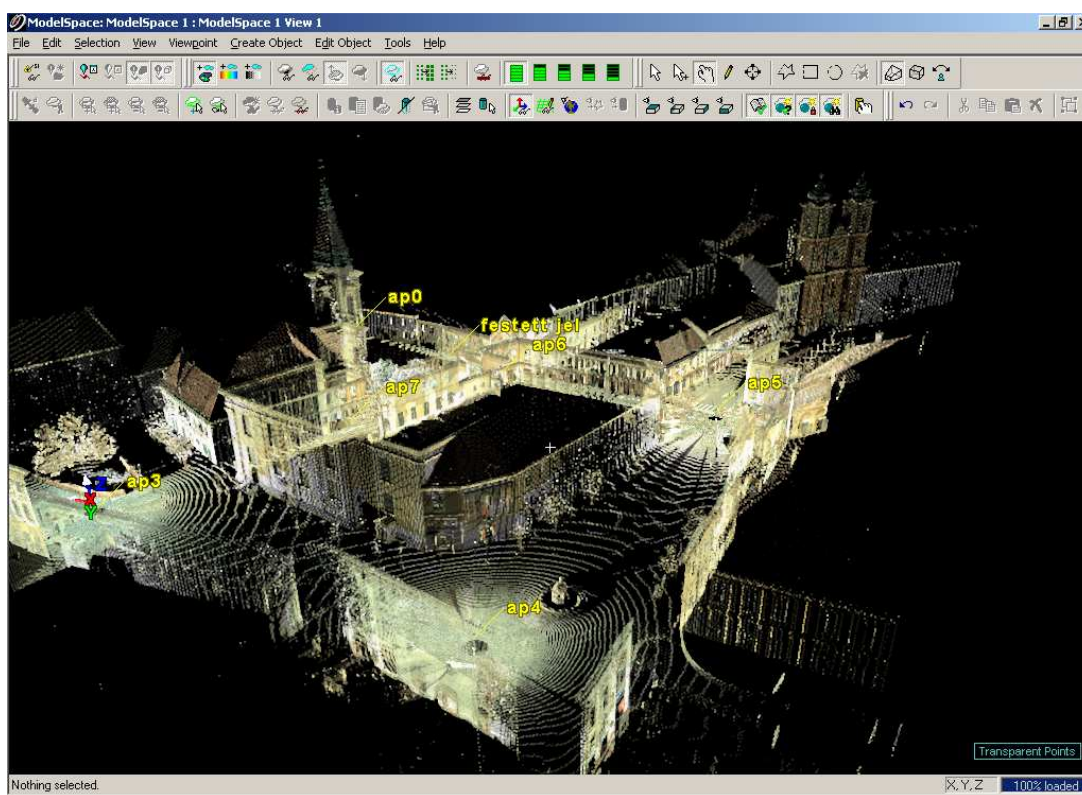 ModelSpace: ModelSpace 1 : ModelSpace 1 View 1
File Edit Selection View Viewpoint Create Object Edit Object Tools Help
ap0
festett jel
ap6
ap7
ap5
ap3
Z
X
Y
ap4
Transparent Points
Nothing selected.
X,Y,Z
100% loaded